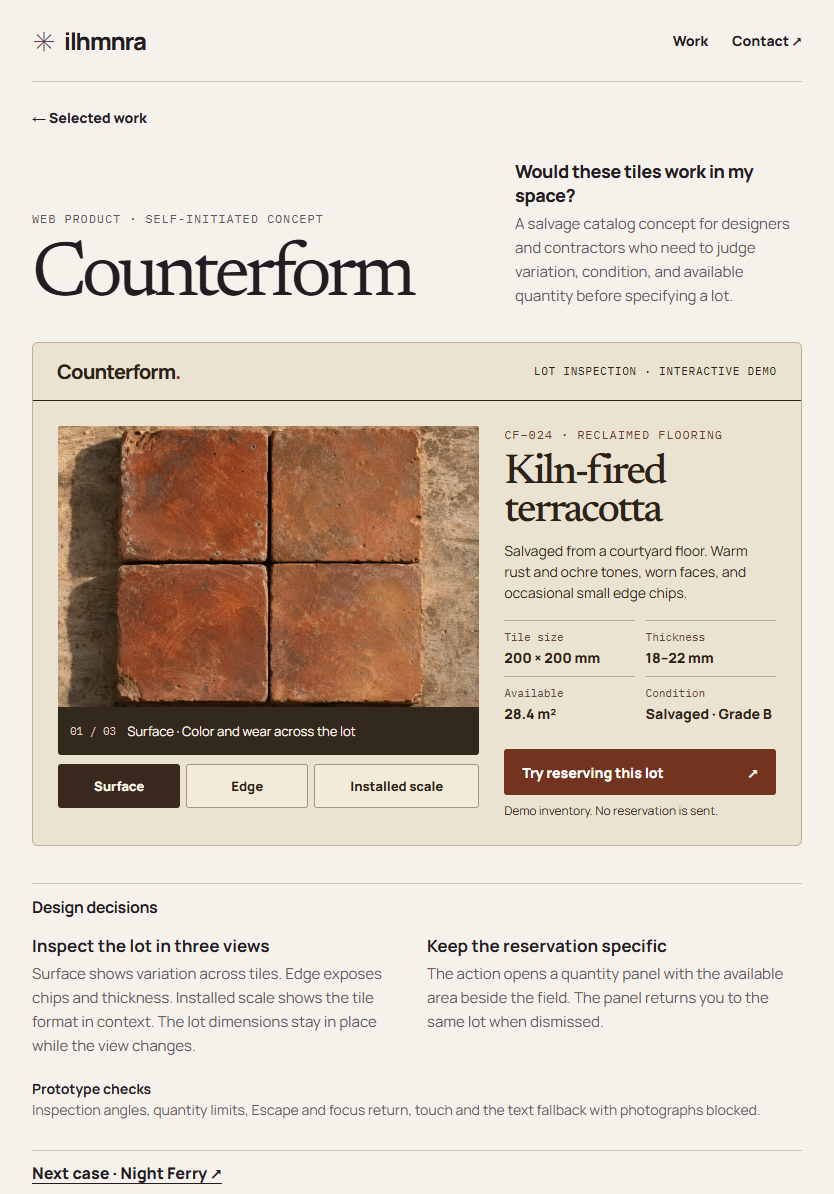 ilhmnra
Work Contact ↗
← Selected work
WEB PRODUCT · SELF-INITIATED CONCEPT
Counterform
Would these tiles work in my
space?
A salvage catalog concept for designers
and contractors who need to judge
variation, condition, and available
quantity before specifying a lot.
Counterform.
LOT INSPECTION · INTERACTIVE DEMO
01 / 03 Surface · Color and wear across the lot
Surface
Edge
Installed scale
CF-024 · RECLAIMED FLOORING
Kiln-fired
terracotta
Salvaged from a courtyard floor. Warm
rust and ochre tones, worn faces, and
occasional small edge chips.
Tile size
200 × 200 mm
Thickness
18–22 mm
Available
28.4 m²
Condition
Salvaged · Grade B
Try reserving this lot ↗
Demo inventory. No reservation is sent.
Design decisions
Inspect the lot in three views
Surface shows variation across tiles. Edge exposes
chips and thickness. Installed scale shows the tile
format in context. The lot dimensions stay in place
while the view changes.
Keep the reservation specific
The action opens a quantity panel with the available
area beside the field. The panel returns you to the
same lot when dismissed.
Prototype checks
Inspection angles, quantity limits, Escape and focus return, touch and the text fallback with photographs blocked.
Next case · Night Ferry ↗